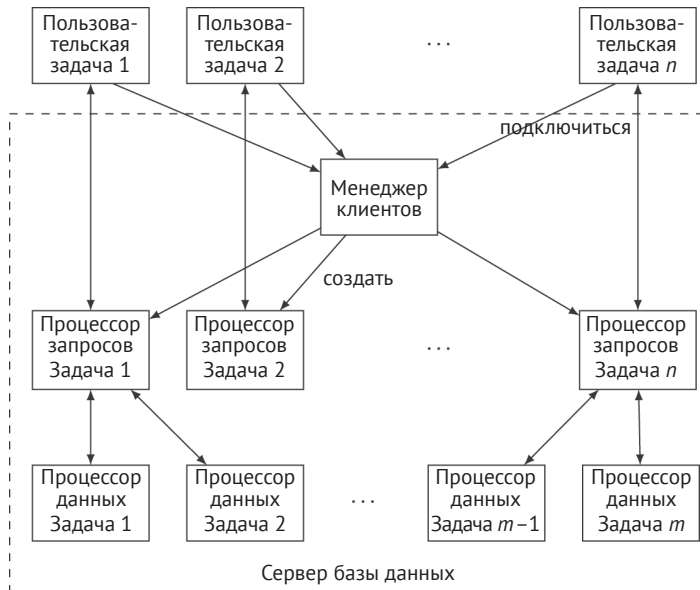 Пользова-
тельская
задача 1
Пользова-
тельская
задача 2
...
Пользова-
тельская
задача n
подключиться
Менеджер
клиентов
создать
Процессор
запросов
Задача 1
Процессор
запросов
Задача 2
...
Процессор
запросов
Задача n
Процессор
данных
Задача 1
Процессор
данных
Задача 2
...
Процессор
данных
Задача m–1
Процессор
данных
Задача m
Сервер базы данных